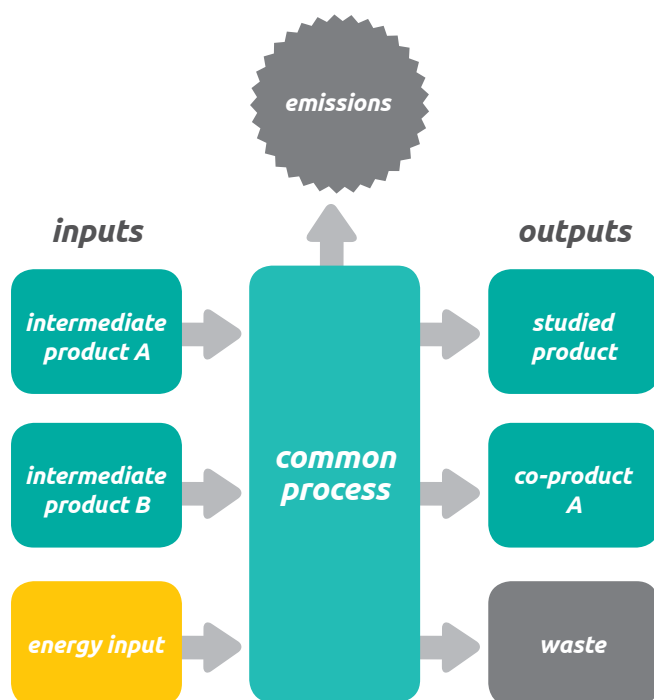 emissions
inputs
outputs
intermediate
product A
studied
product
intermediate
product B
common
process
co-product
A
energy input
waste